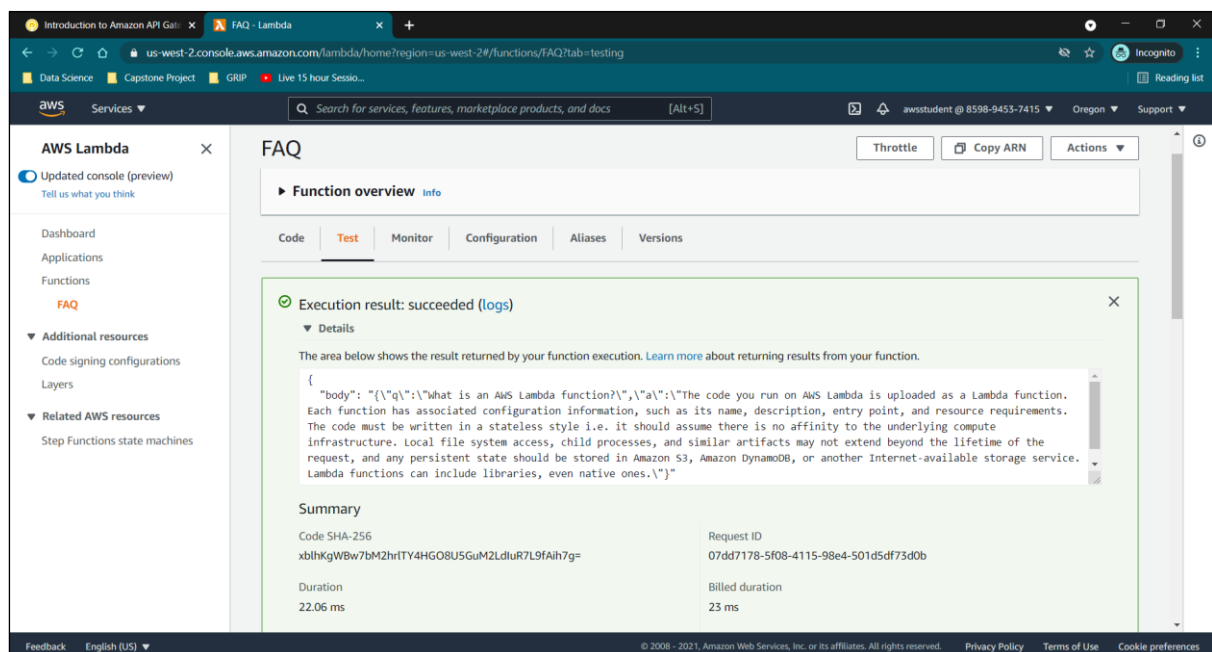 Introduction to Amazon API Gat
FAQ - Lambda
us-west-2.console.aws.amazon.com/lambda/home?region=us-west-2#/functions/FAQ?tab=testing
Incognito
Data Science
Capstone Project
GRIP
Live 15 hour Sessio...
Reading list
aws
Services ▼
Search for services, features, marketplace products, and docs
[Alt+S]
awsstudent @ 8598-9453-7415 ▼
Oregon ▼
Support ▼
AWS Lambda
Updated console (preview)
Tell us what you think
Dashboard
Applications
Functions
FAQ
▼ Additional resources
Code signing configurations
Layers
▼ Related AWS resources
Step Functions state machines
FAQ
Throttle
Copy ARN
Actions ▼
▶ Function overview Info
Code
Test
Monitor
Configuration
Aliases
Versions
Execution result: succeeded (logs)
▼ Details
The area below shows the result returned by your function execution. Learn more about returning results from your function.
{
"body": "{\"q\":\"What is an AWS Lambda function?\",\"a\":\"The code you run on AWS Lambda is uploaded as a Lambda function.
Each function has associated configuration information, such as its name, description, entry point, and resource requirements.
The code must be written in a stateless style i.e. it should assume there is no affinity to the underlying compute
infrastructure. Local file system access, child processes, and similar artifacts may not extend beyond the lifetime of the
request, and any persistent state should be stored in Amazon S3, Amazon DynamoDB, or another Internet-available storage service.
Lambda functions can include libraries, even native ones.\"}"
Summary
Code SHA-256
xblhKgWBw7bM2hrlTY4HGO8U5GuM2LdIuR7L9fAih7g=
Request ID
07dd7178-5f08-4115-98e4-501d5df73d0b
Duration
22.06 ms
Billed duration
23 ms
Feedback
English (US) ▼
© 2008 - 2021, Amazon Web Services, Inc. or its affiliates. All rights reserved.
Privacy Policy
Terms of Use
Cookie preferences